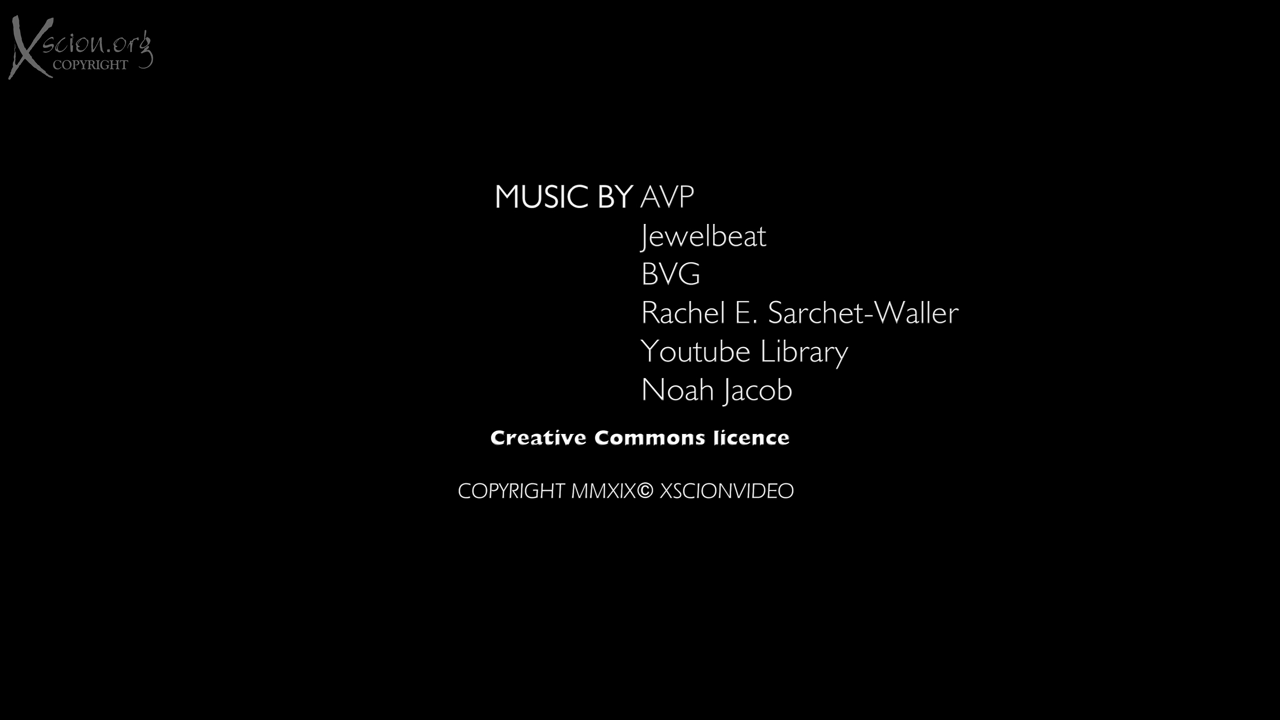 Xscion.org
COPYRIGHT
MUSIC BY AVP
Jewelbeat
BVG
Rachel E. Sarchet-Waller
Youtube Library
Noah Jacob
Creative Commons licence
COPYRIGHT MMXIX© XSCIONVIDEO